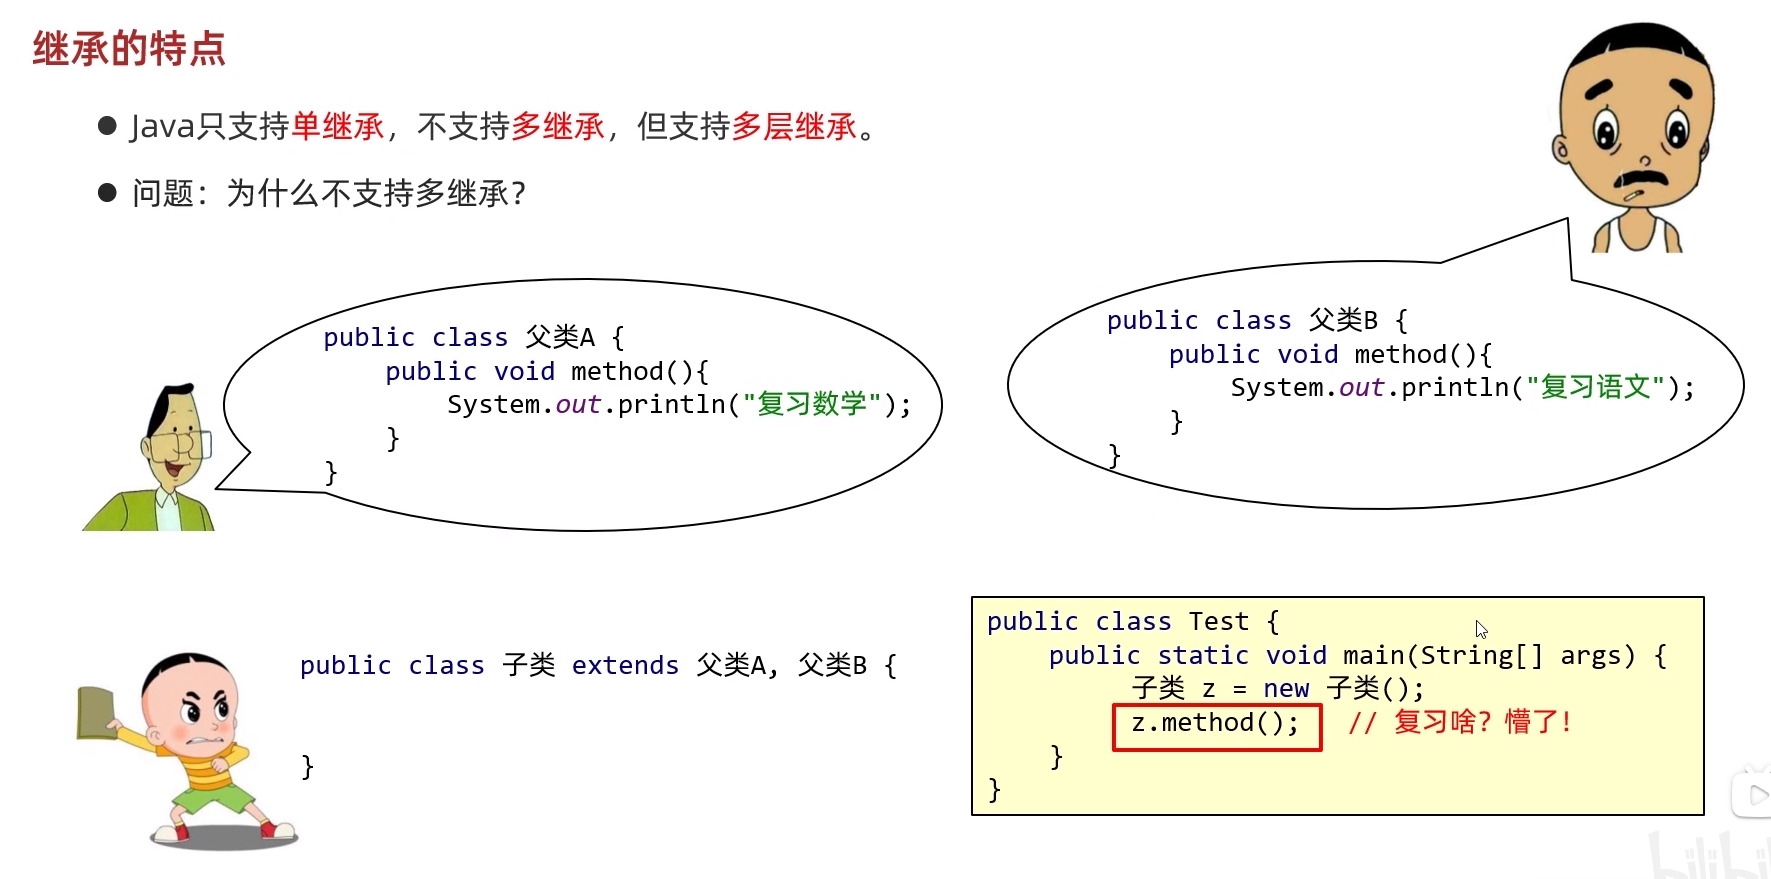 继承的特点
● Java只支持单继承，不支持多继承，但支持多层继承。
● 问题：为什么不支持多继承？
public class 父类A {
    public void method(){
        System.out.println("复习数学");
    }
}
public class 父类B {
    public void method(){
        System.out.println("复习语文");
    }
}
public class 子类 extends 父类A, 父类B {
}
public class Test {
    public static void main(String[] args) {
        子类 z = new 子类();
        z.method();  // 复习啥？懵了！
    }
}